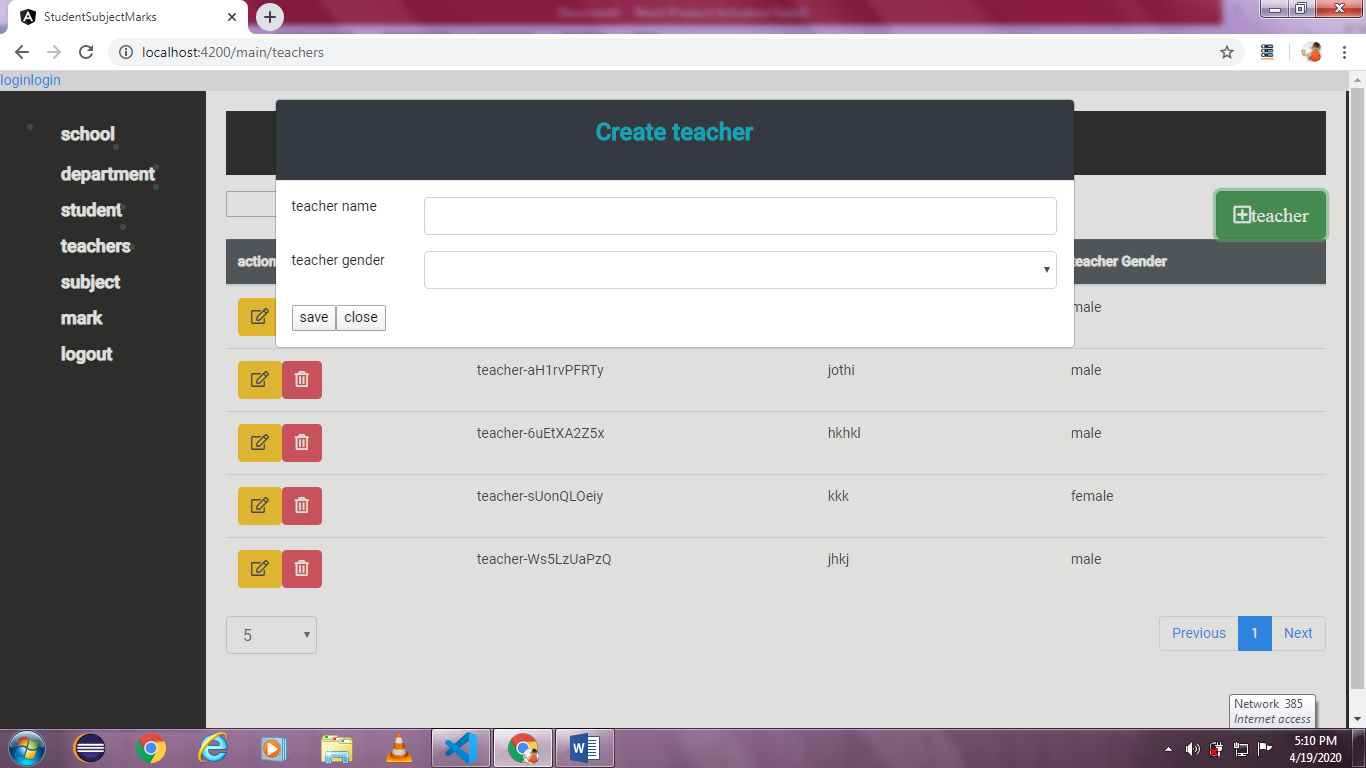 StudentSubjectMarks
localhost:4200/main/teachers
loginlogin
school
department
student
teachers
subject
mark
logout
Create teacher
teacher name
teacher gender
save close
teacher
action
teacher Gender
male
teacher-aH1rvPFRTy jothi male
teacher-6uEtXA2Z5x hkhkl male
teacher-sUonQLOeiy kkk female
teacher-Ws5LzUaPzQ jhkj male
5
Previous 1 Next
Network 385
Internet access
5:10 PM
4/19/2020